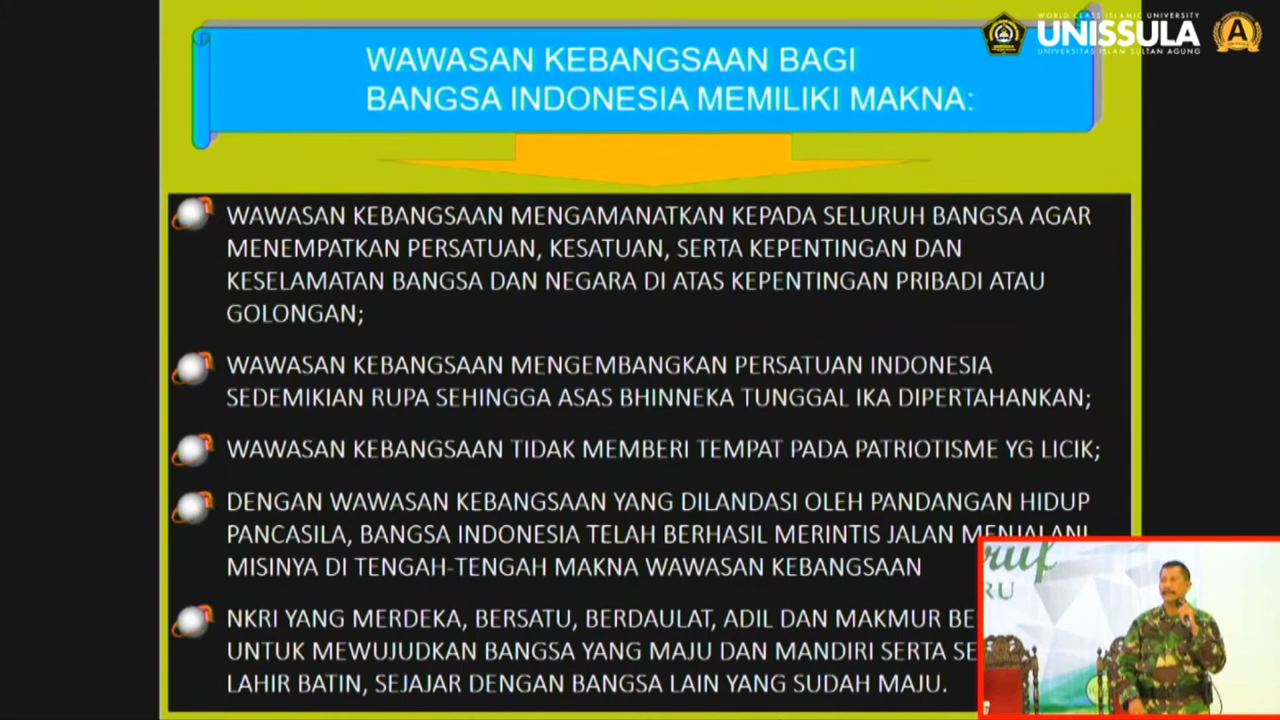 WORLD CLASS ISLAMIC UNIVERSITY
UNISSULA
UNIVERSITAS ISLAM SULTAN AGUNG
A
WAWASAN KEBANGSAAN BAGI
BANGSA INDONESIA MEMILIKI MAKNA:
WAWASAN KEBANGSAAN MENGAMANATKAN KEPADA SELURUH BANGSA AGAR
MENEMPATKAN PERSATUAN, KESATUAN, SERTA KEPENTINGAN DAN
KESELAMATAN BANGSA DAN NEGARA DI ATAS KEPENTINGAN PRIBADI ATAU
GOLONGAN;
WAWASAN KEBANGSAAN MENGEMBANGKAN PERSATUAN INDONESIA
SEDEMIKIAN RUPA SEHINGGA ASAS BHINNEKA TUNGGAL IKA DIPERTAHANKAN;
WAWASAN KEBANGSAAN TIDAK MEMBERI TEMPAT PADA PATRIOTISME YG LICIK;
DENGAN WAWASAN KEBANGSAAN YANG DILANDASI OLEH PANDANGAN HIDUP
PANCASILA, BANGSA INDONESIA TELAH BERHASIL MERINTIS JALAN MENJALANI
MISINYA DI TENGAH-TENGAH MAKNA WAWASAN KEBANGSAAN
NKRI YANG MERDEKA, BERSATU, BERDAULAT, ADIL DAN MAKMUR BE
UNTUK MEWUJUDKAN BANGSA YANG MAJU DAN MANDIRI SERTA SE
LAHIR BATIN, SEJAJAR DENGAN BANGSA LAIN YANG SUDAH MAJU.
ruf
RU